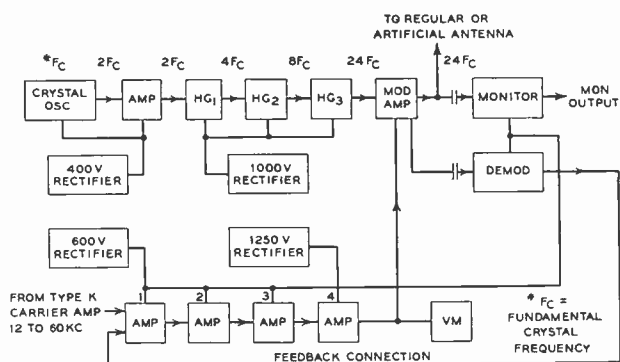 TO REGULAR OR
ARTIFICIAL ANTENNA
*FC 2FC 2FC 4FC 8FC 24FC 24FC
CRYSTAL
OSC
AMP
HG1
HG2
HG3
MOD
AMP
MONITOR
MON
OUTPUT
400V
RECTIFIER
1000V
RECTIFIER
DEMOD
600V
RECTIFIER
1250V
RECTIFIER
FROM TYPE K
CARRIER AMP
12 TO 60KC
1 2 3 4
AMP AMP AMP AMP
VM
* FC =
FUNDAMENTAL
CRYSTAL
FREQUENCY
FEEDBACK CONNECTION